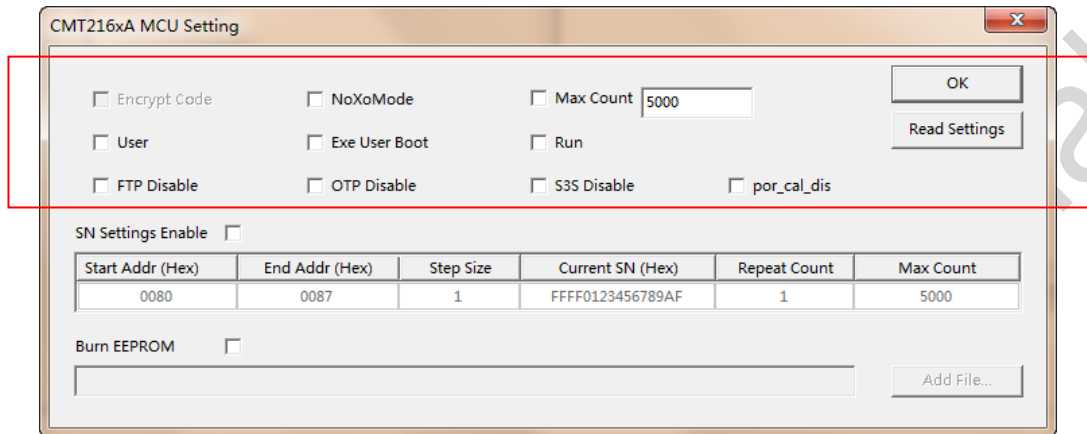 CMT216xA MCU Setting
Encrypt Code NoXoMode Max Count 5000 OK
User Exe User Boot Run Read Settings
FTP Disable OTP Disable S3S Disable por_cal_dis
SN Settings Enable
Start Addr (Hex) End Addr (Hex) Step Size Current SN (Hex) Repeat Count Max Count
0080 0087 1 FFFF0123456789AF 1 5000
Burn EEPROM
Add File...